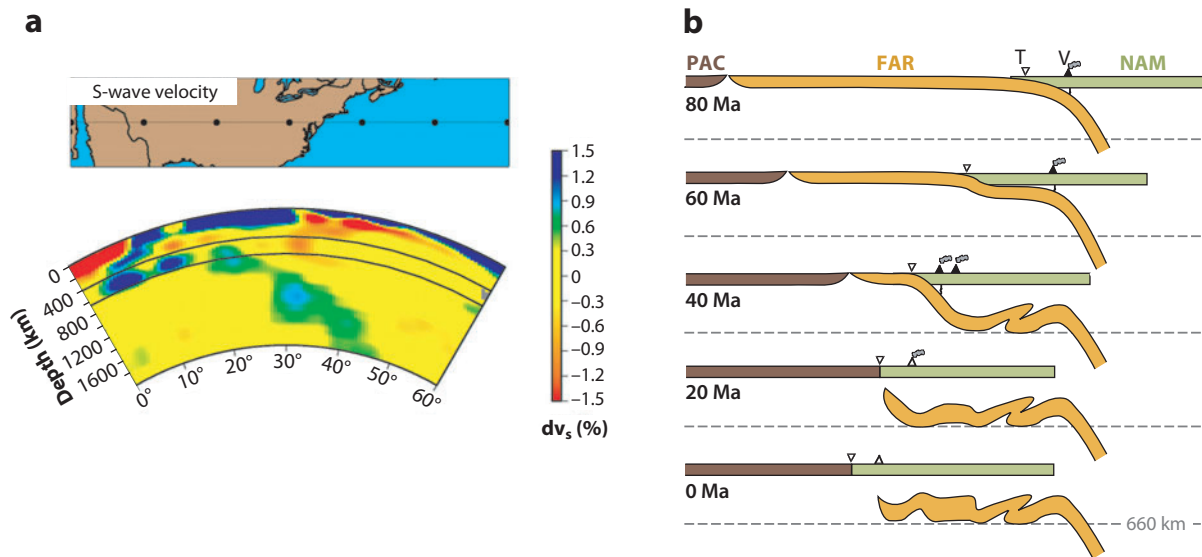 a
S-wave velocity
1.5
1.2
0.9
0.6
0.3
0
−0.3
−0.6
−0.9
−1.2
−1.5
dvs (%)
0
400
800
1200
1600
Depth (km)
0°
10°
20°
30°
40°
50°
60°
b
PAC
FAR
T
V
NAM
80 Ma
60 Ma
40 Ma
20 Ma
0 Ma
660 km